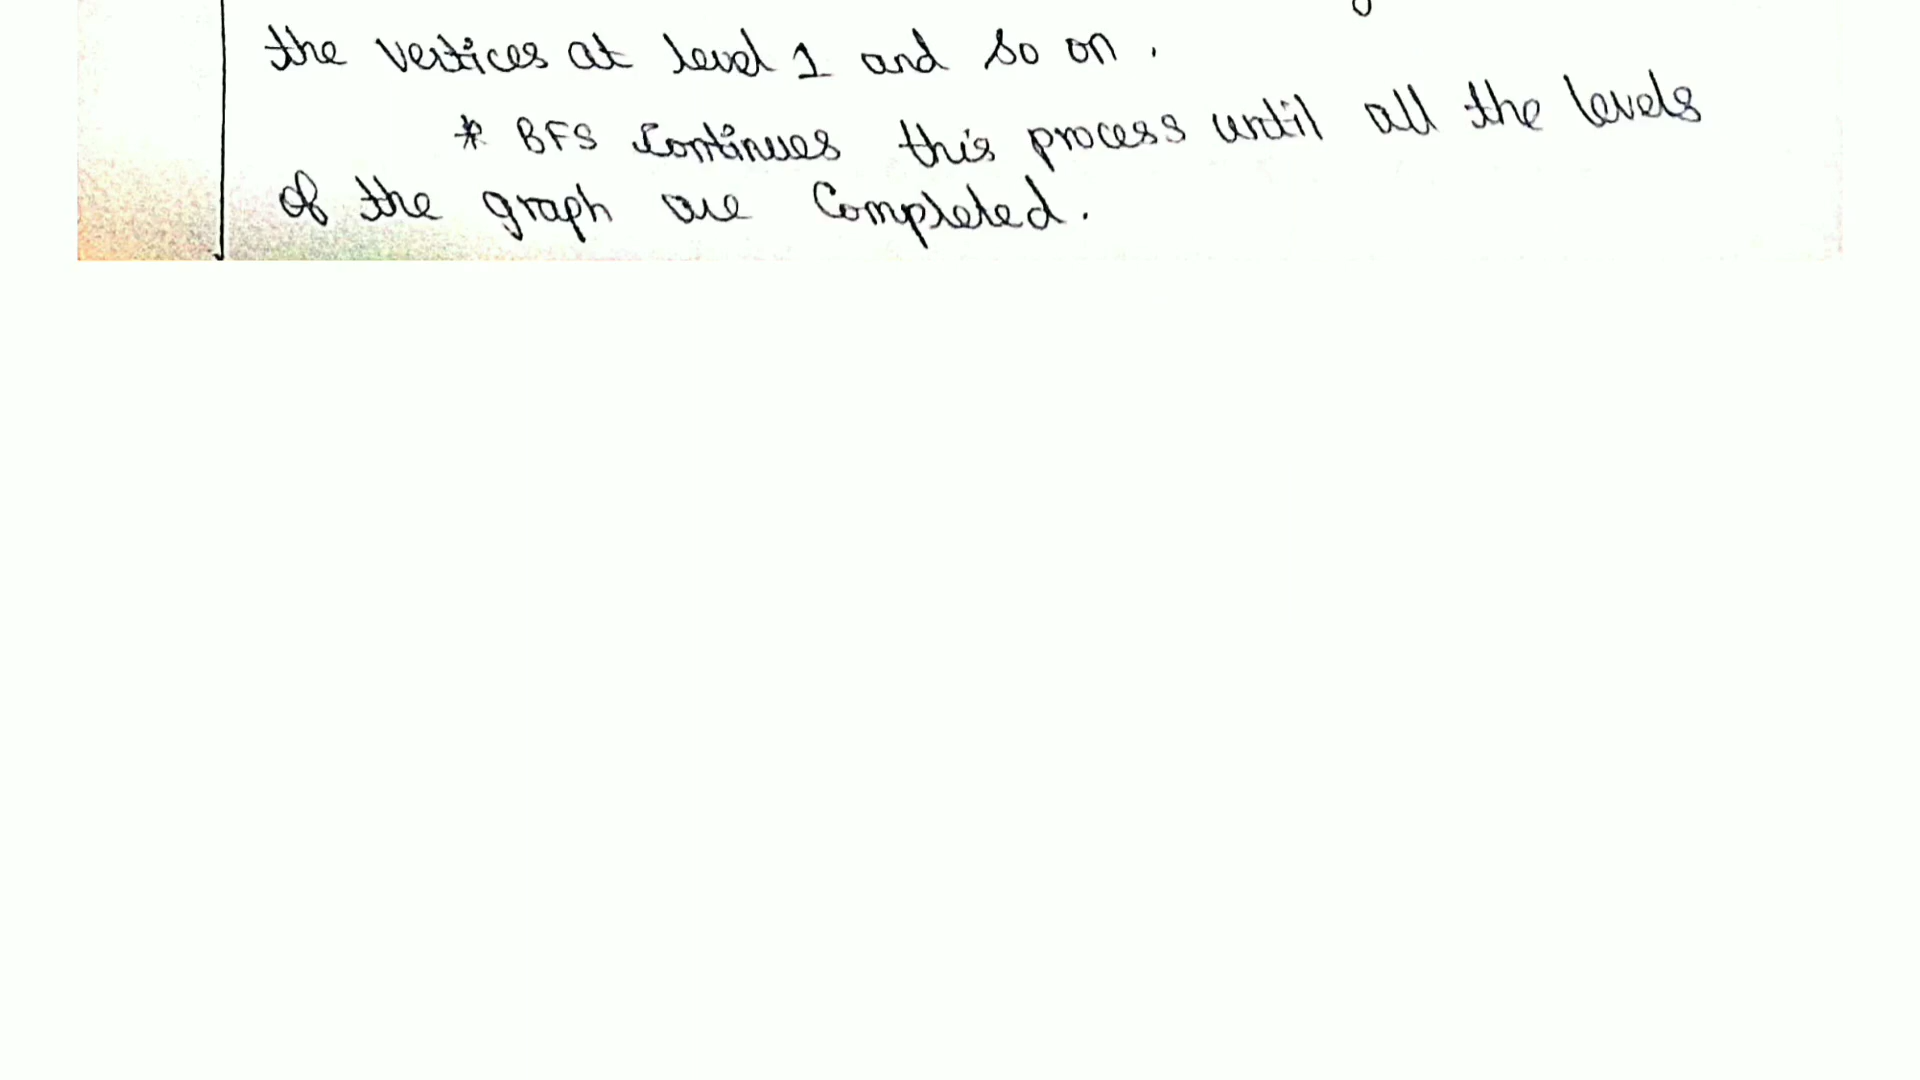 the vertices at level 1 and so on.
* BFS Continues this process until all the levels
of the graph are Completed.